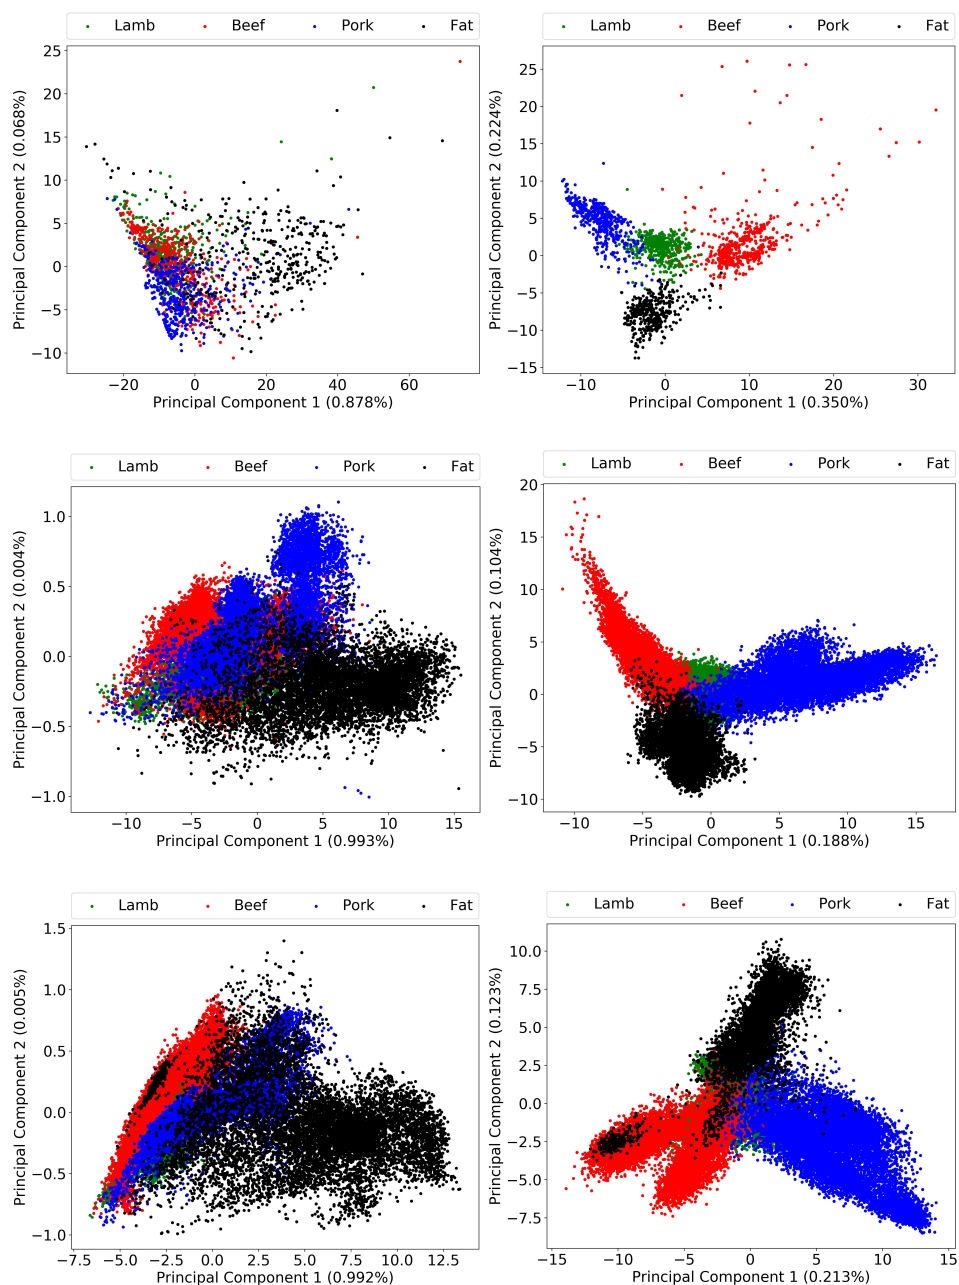 Lamb Beef Pork Fat
25
20
15
10
5
0
−5
−10
−20 0 20 40 60
Principal Component 1 (0.878%)
Principal Component 2 (0.068%)
Lamb Beef Pork Fat
25
20
15
10
5
0
−5
−10
−15
−10 0 10 20 30
Principal Component 1 (0.350%)
Principal Component 2 (0.224%)
Lamb Beef Pork Fat
1.0
0.5
0.0
−0.5
−1.0
−10 −5 0 5 10 15
Principal Component 1 (0.993%)
Principal Component 2 (0.004%)
Lamb Beef Pork Fat
20
15
10
5
0
−5
−10
−10 −5 0 5 10 15
Principal Component 1 (0.188%)
Principal Component 2 (0.104%)
Lamb Beef Pork Fat
1.5
1.0
0.5
0.0
−0.5
−1.0
−7.5 −5.0 −2.5 0.0 2.5 5.0 7.5 10.0 12.5
Principal Component 1 (0.992%)
Principal Component 2 (0.005%)
Lamb Beef Pork Fat
10.0
7.5
5.0
2.5
0.0
−2.5
−5.0
−7.5
−15 −10 −5 0 5 10 15
Principal Component 1 (0.213%)
Principal Component 2 (0.123%)